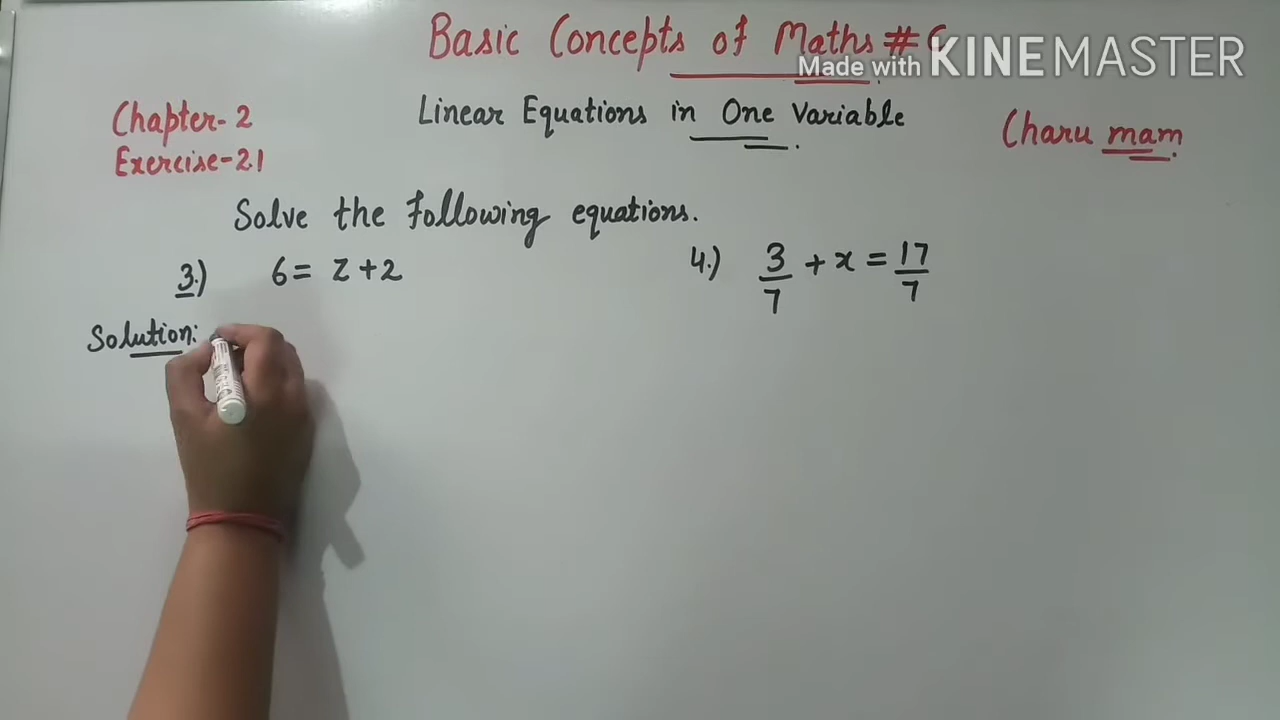 Basic Concepts of Maths #
Made with KINEMASTER
Chapter-2
Linear Equations in One Variable
Charu mam
Exercise-2.1
Solve the following equations.
3.) 6 = z + 2
4.) 3/7 + x = 17/7
Solution: